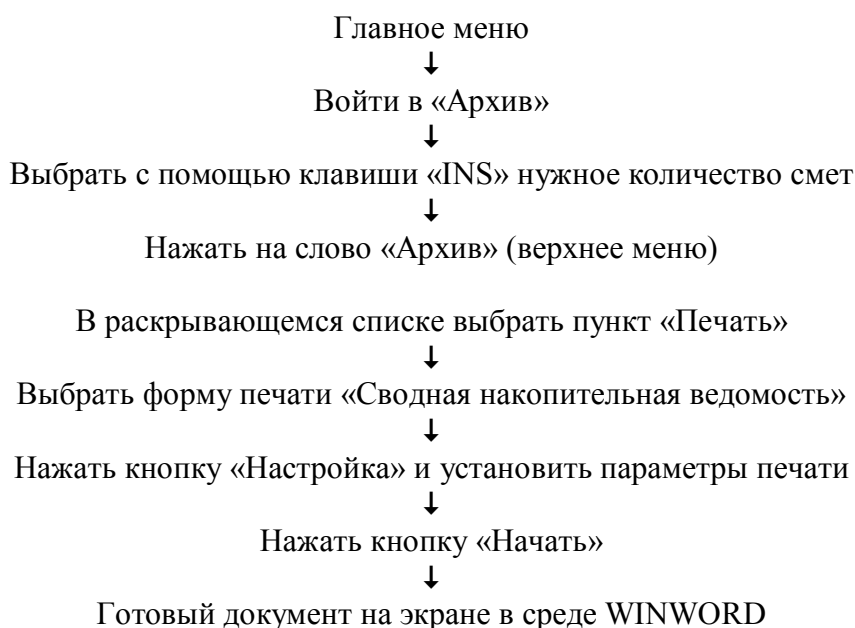 Главное меню
↓
Войти в «Архив»
↓
Выбрать с помощью клавиши «INS» нужное количество смет
↓
Нажать на слово «Архив» (верхнее меню)
В раскрывающемся списке выбрать пункт «Печать»
↓
Выбрать форму печати «Сводная накопительная ведомость»
↓
Нажать кнопку «Настройка» и установить параметры печати
↓
Нажать кнопку «Начать»
↓
Готовый документ на экране в среде WINWORD